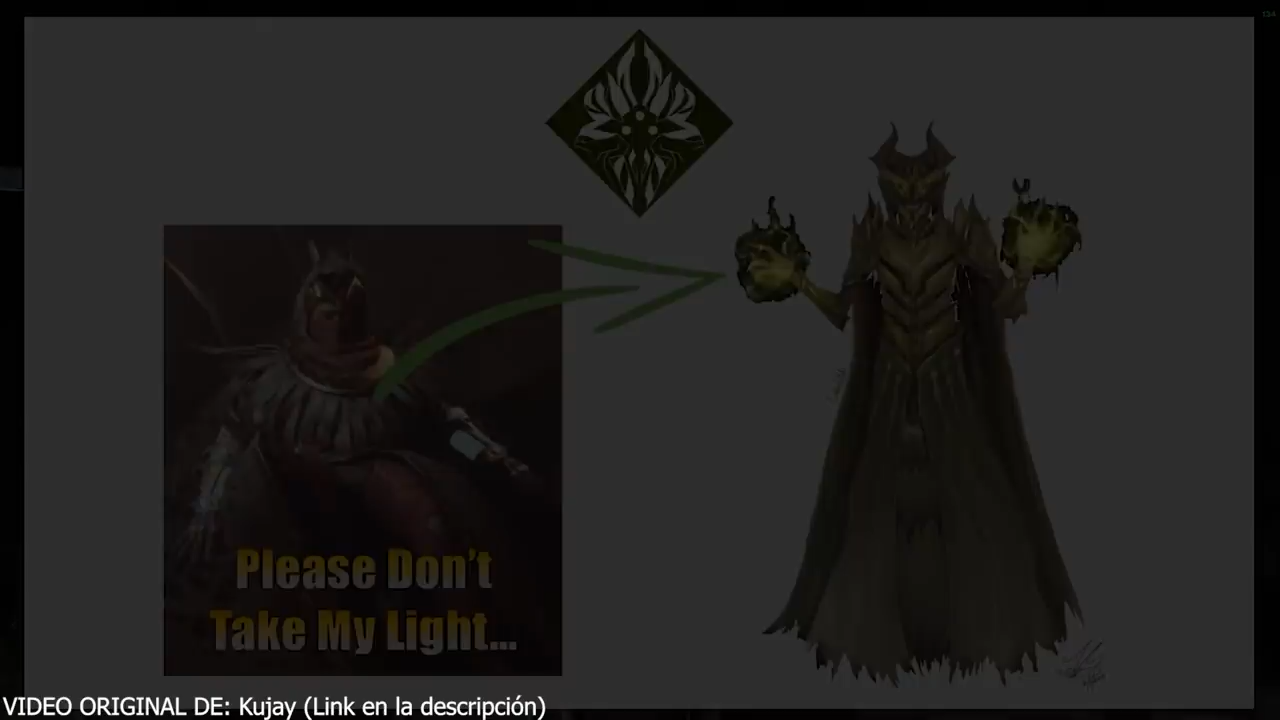 Please Don't
Take My Light...
VIDEO ORIGINAL DE: Kujay (Link en la descripción)